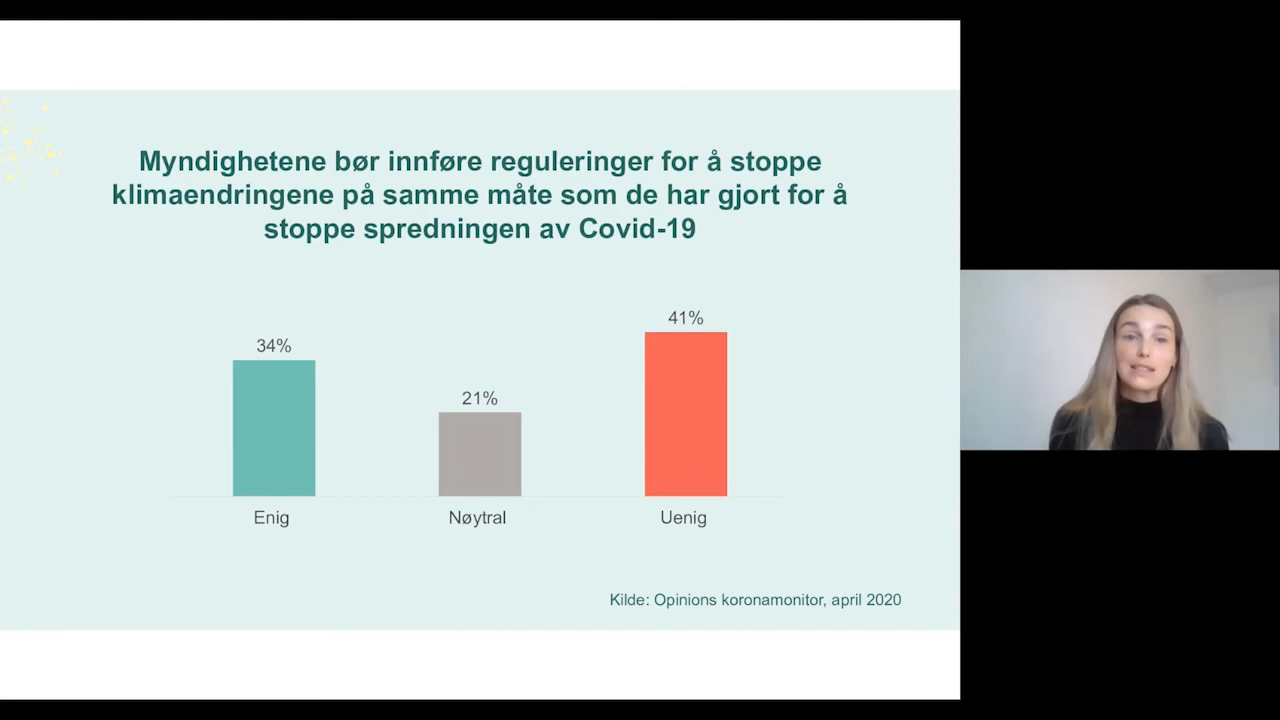 Myndighetene bør innføre reguleringer for å stoppe
klimaendringene på samme måte som de har gjort for å
stoppe spredningen av Covid-19
34%
21%
41%
Enig
Nøytral
Uenig
Kilde: Opinions koronamonitor, april 2020